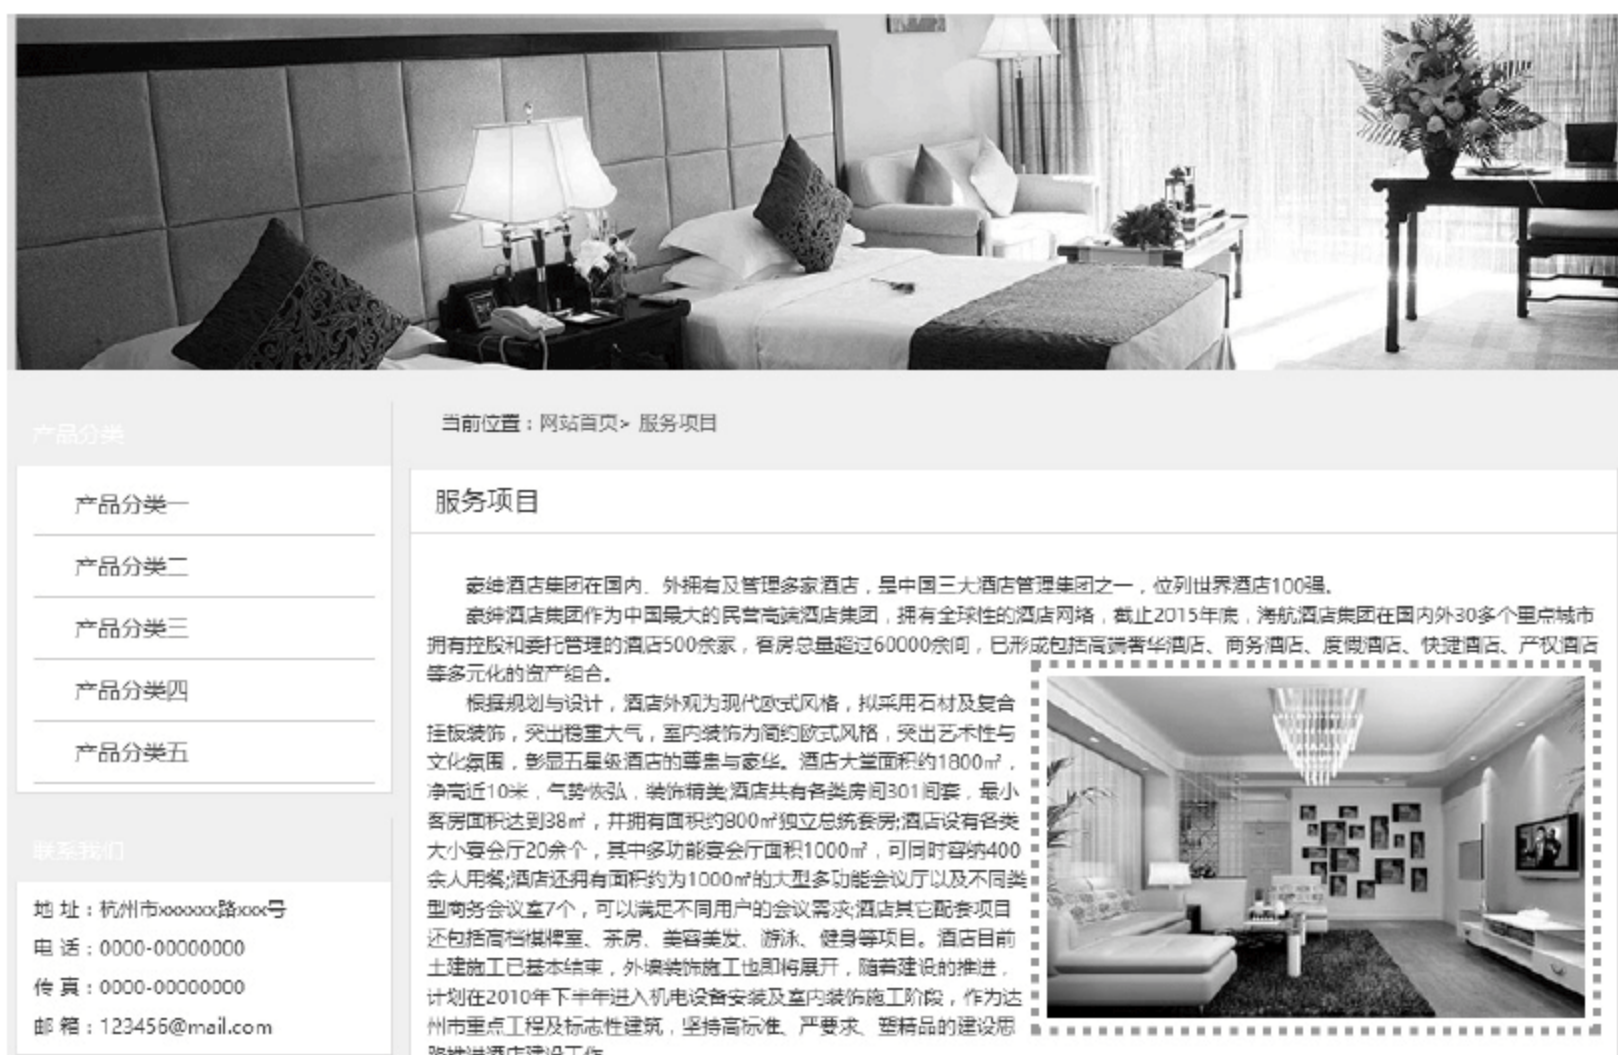 产品分类
产品分类一
产品分类二
产品分类三
产品分类四
产品分类五
联系我们
地 址：杭州市xxxxxx路xxx号
电 话：0000-00000000
传 真：0000-00000000
邮 箱：123456@mail.com
当前位置：网站首页> 服务项目
服务项目
豪绅酒店集团在国内、外拥有及管理多家酒店，是中国三大酒店管理集团之一，位列世界酒店100强。
豪绅酒店集团作为中国最大的民营高端酒店集团，拥有全球性的酒店网络，截止2015年底，海航酒店集团在国内外30多个重点城市
拥有控股和委托管理的酒店500余家，客房总量超过60000余间，已形成包括高端奢华酒店、商务酒店、度假酒店、快捷酒店、产权酒店
等多元化的资产组合。
根据规划与设计，酒店外观为现代欧式风格，拟采用石材及复合
挂板装饰，突出稳重大气，室内装饰为简约欧式风格，突出艺术性与
文化氛围，彰显五星级酒店的尊贵与豪华。酒店大堂面积约1800㎡，
净高近10米，气势恢弘，装饰精美;酒店共有各类房间301间套，最小
客房面积达到38㎡，并拥有面积约800㎡独立总统套房;酒店设有各类
大小宴会厅20余个，其中多功能宴会厅面积1000㎡，可同时容纳400
余人用餐;酒店还拥有面积约为1000㎡的大型多功能会议厅以及不同类
型商务会议室7个，可以满足不同用户的会议需求;酒店其它配套项目
还包括高档棋牌室、茶房、美容美发、游泳、健身等项目。酒店目前
土建施工已基本结束，外墙装饰施工也即将展开，随着建设的推进，
计划在2010年下半年进入机电设备安装及室内装饰施工阶段，作为达
州市重点工程及标志性建筑，坚持高标准、严要求、塑精品的建设思
路推进酒店建设工作